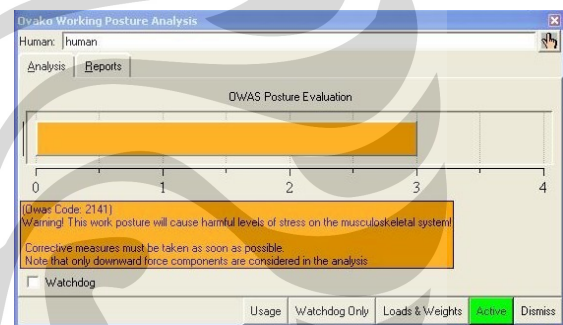 Ovako Working Posture Analysis
Human: human
Analysis Reports
OWAS Posture Evaluation
0 1 2 3 4
(Owas Code: 2141)
Warning! This work posture will cause harmful levels of stress on the musculoskeletal system!
Corrective measures must be taken as soon as possible.
Note that only downward force components are considered in the analysis
Watchdog
Usage Watchdog Only Loads & Weights Active Dismiss